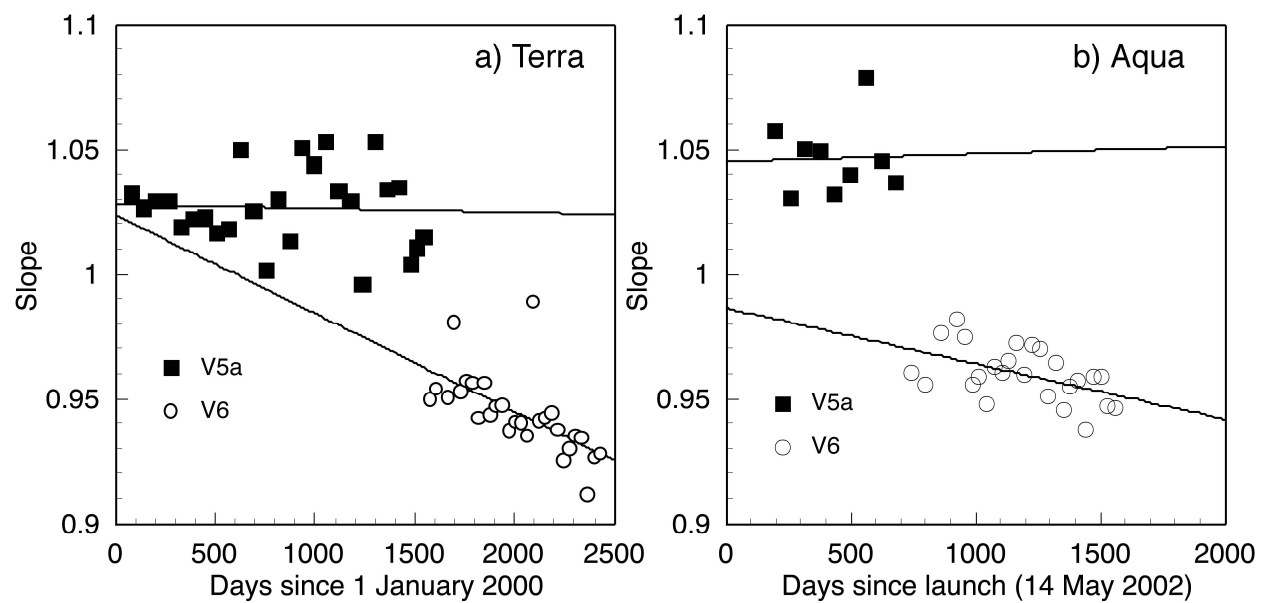 a) Terra
1.1
1.05
1
0.95
0.9
Slope
V5a
V6
0
500
1000
1500
2000
2500
Days since 1 January 2000
b) Aqua
1.1
1.05
1
0.95
0.9
Slope
V5a
V6
0
500
1000
1500
2000
Days since launch (14 May 2002)